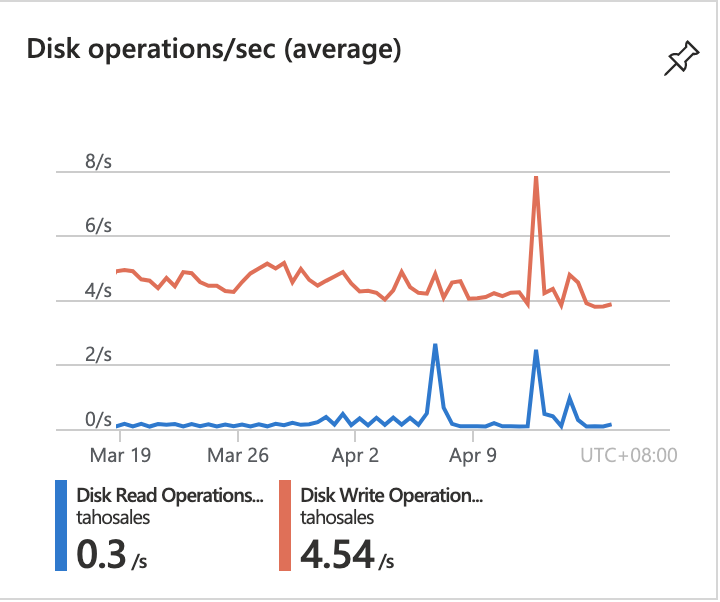 Disk operations/sec (average)
8/s
6/s
4/s
2/s
0/s
Mar 19 Mar 26 Apr 2 Apr 9 UTC+08:00
Disk Read Operations... Disk Write Operation...
tahosales tahosales
0.3 /s 4.54 /s